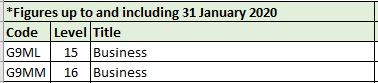 *Figures up to and including 31 January 2020
Code Level Title
G9ML 15 Business
G9MM 16 Business